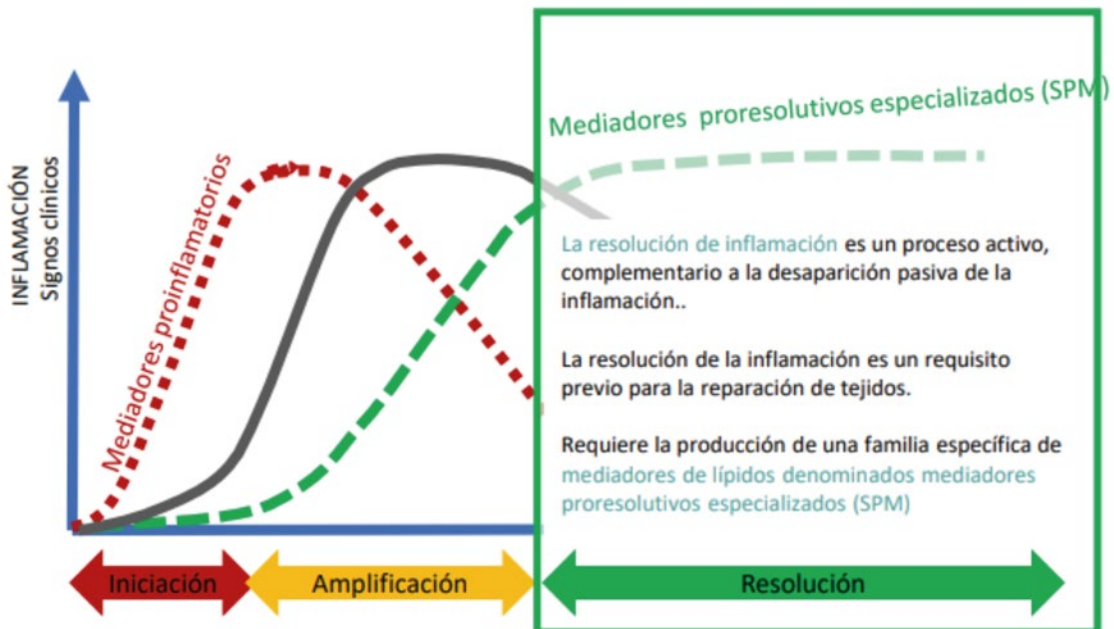 INFLAMACIÓN
Signos clínicos
Mediadores proinflamatorios
Mediadores proresolutivos especializados (SPM)
La resolución de inflamación es un proceso activo,
complementario a la desaparición pasiva de la
inflamación..
La resolución de la inflamación es un requisito
previo para la reparación de tejidos.
Requiere la producción de una familia específica de
mediadores de lípidos denominados mediadores
proresolutivos especializados (SPM)
Iniciación
Amplificación
Resolución